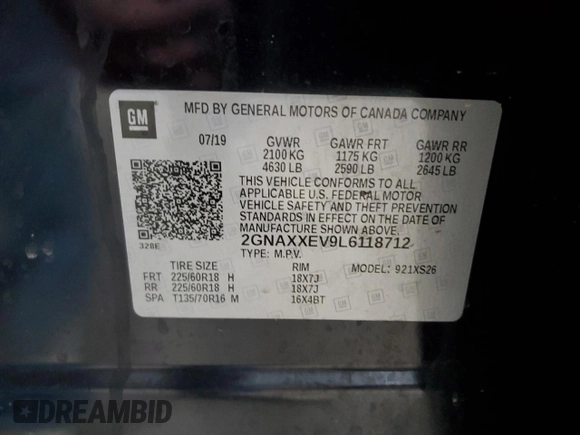 GM
MFD BY GENERAL MOTORS OF CANADA COMPANY
07/19 GVWR GAWR FRT GAWR RR
2100 KG 1175 KG 1200 KG
4630 LB 2590 LB 2645 LB
THIS VEHICLE CONFORMS TO ALL
APPLICABLE U.S. FEDERAL MOTOR
VEHICLE SAFETY AND THEFT PREVENTION
STANDARDS IN EFFECT ON THE DATE OF
MANUFACTURE SHOWN ABOVE.
328E 2GNAXXEV9L6118712
TYPE: M.P.V. MODEL: 921XS26
TIRE SIZE RIM
FRT 225/60R18 H 18X7J
RR 225/60R18 H 18X7J
SPA T135/70R16 M 16X4BT
DREAMBID